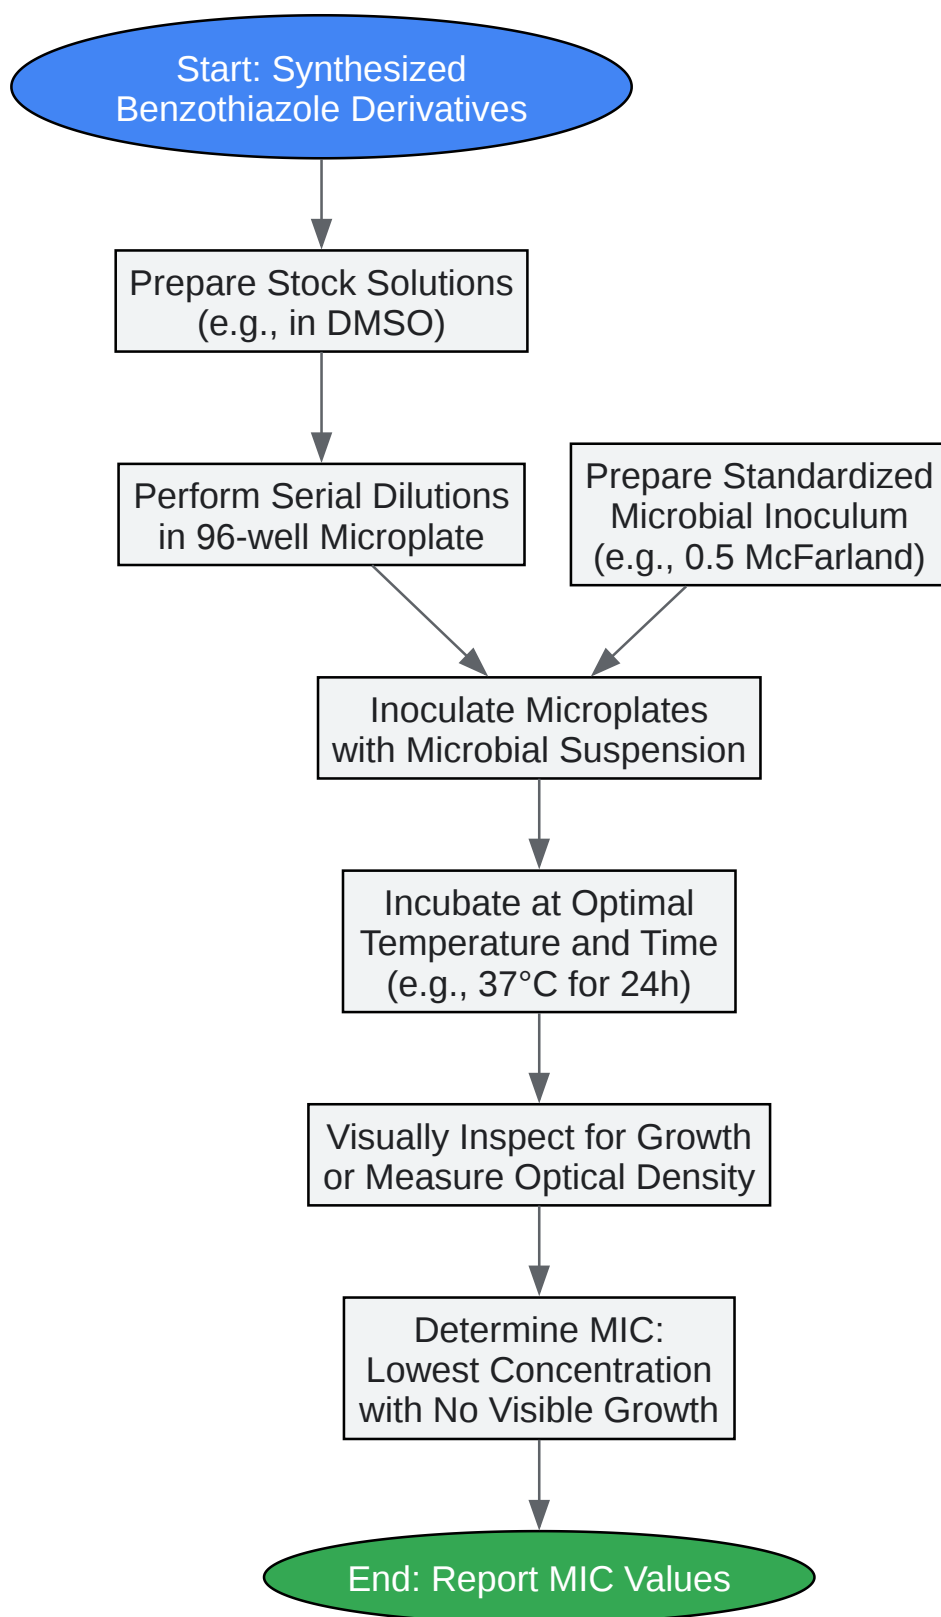 Start: Synthesized
Benzothiazole Derivatives
Prepare Stock Solutions
(e.g., in DMSO)
Perform Serial Dilutions
in 96-well Microplate
Prepare Standardized
Microbial Inoculum
(e.g., 0.5 McFarland)
Inoculate Microplates
with Microbial Suspension
Incubate at Optimal
Temperature and Time
(e.g., 37°C for 24h)
Visually Inspect for Growth
or Measure Optical Density
Determine MIC:
Lowest Concentration
with No Visible Growth
End: Report MIC Values